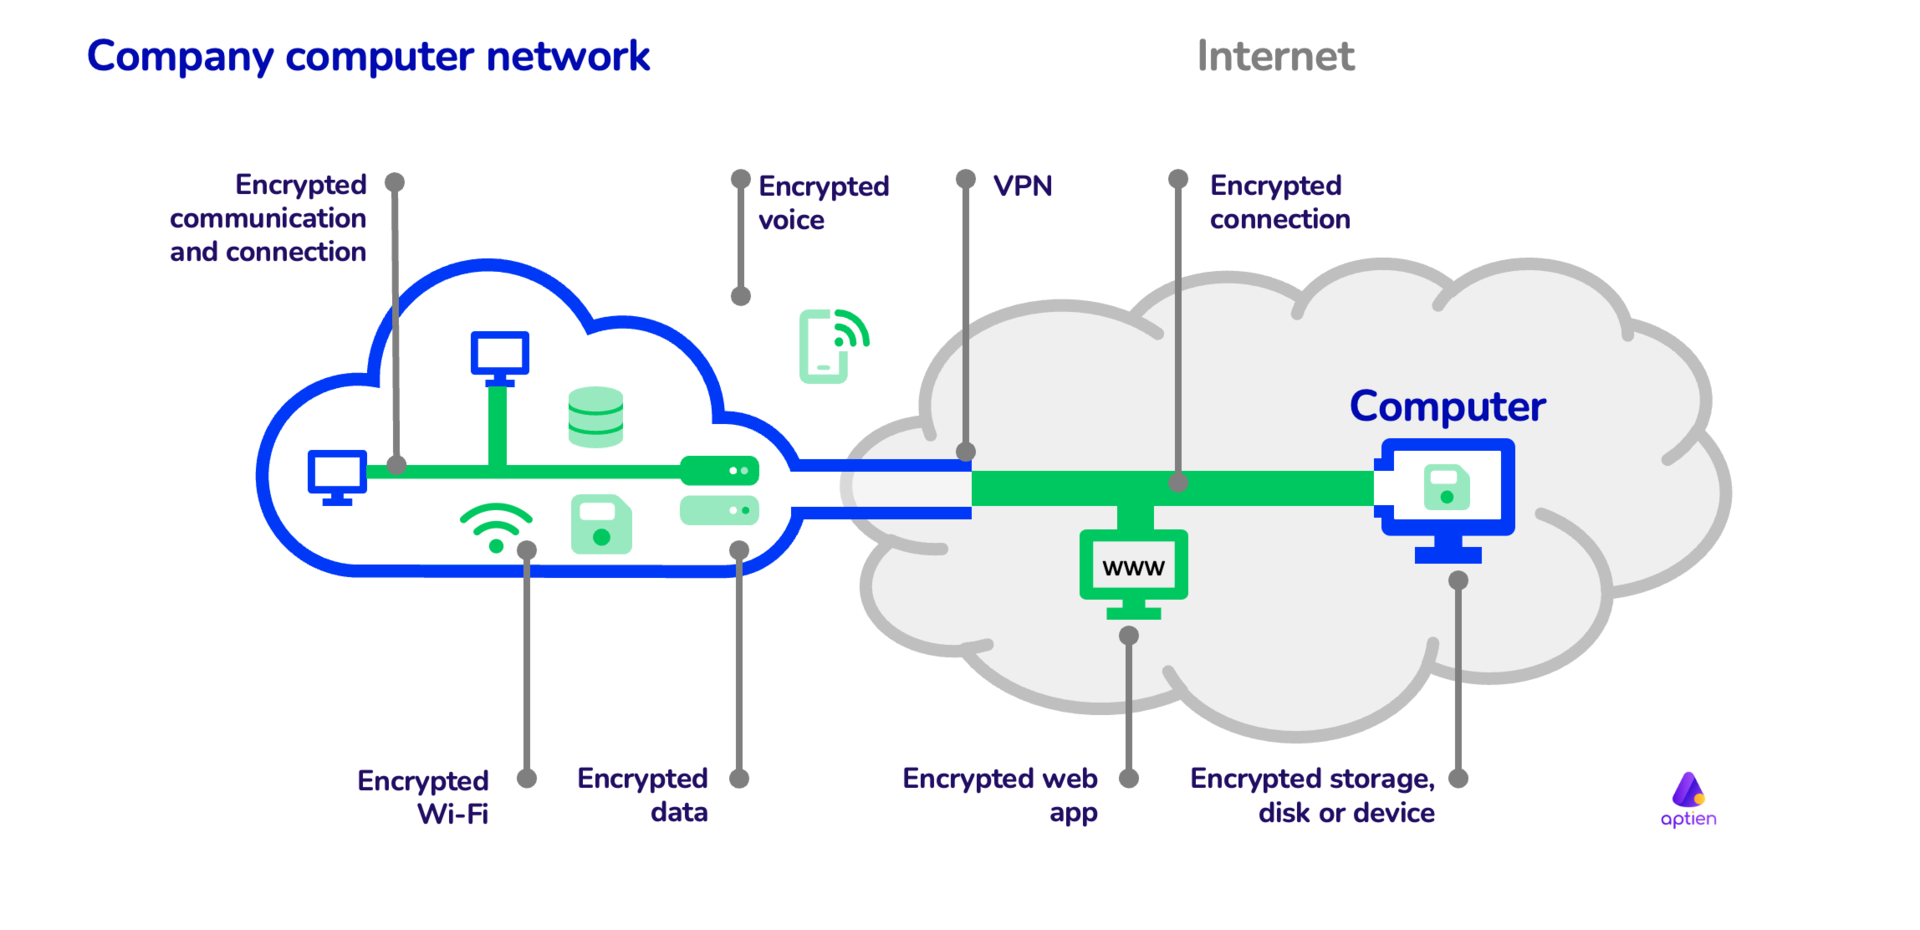 Company computer network
Internet
Encrypted
communication
and connection
Encrypted
voice
VPN
Encrypted
connection
Computer
www
Encrypted
Wi-Fi
Encrypted
data
Encrypted web
app
Encrypted storage,
disk or device
aptien